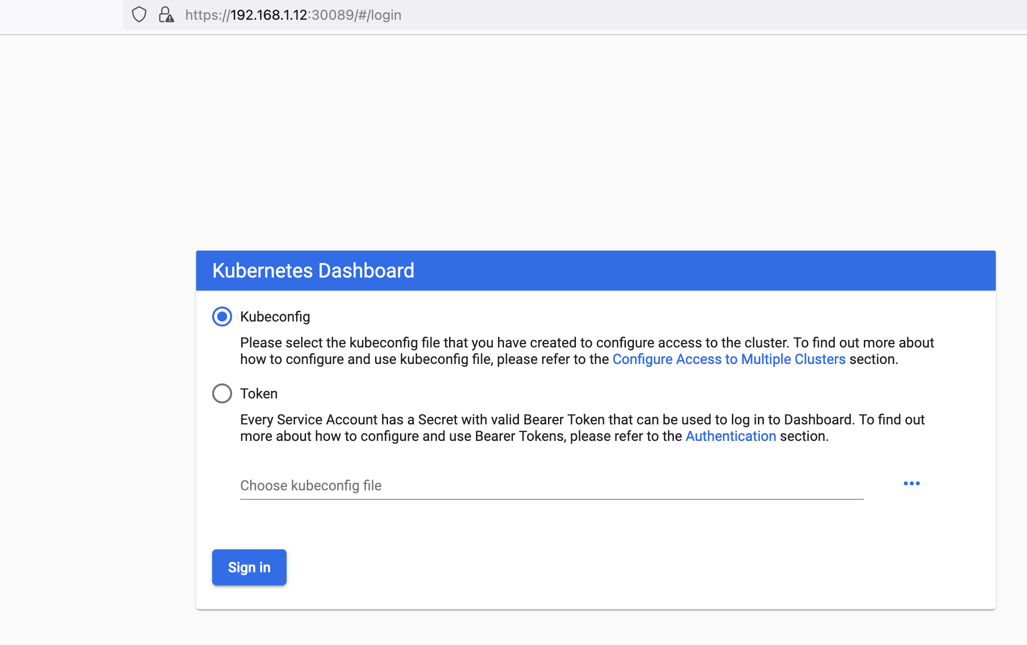 https://192.168.1.12:30089/#/login
Kubernetes Dashboard
Kubeconfig
Please select the kubeconfig file that you have created to configure access to the cluster. To find out more about
how to configure and use kubeconfig file, please refer to the Configure Access to Multiple Clusters section.
Token
Every Service Account has a Secret with valid Bearer Token that can be used to log in to Dashboard. To find out
more about how to configure and use Bearer Tokens, please refer to the Authentication section.
Choose kubeconfig file
Sign in